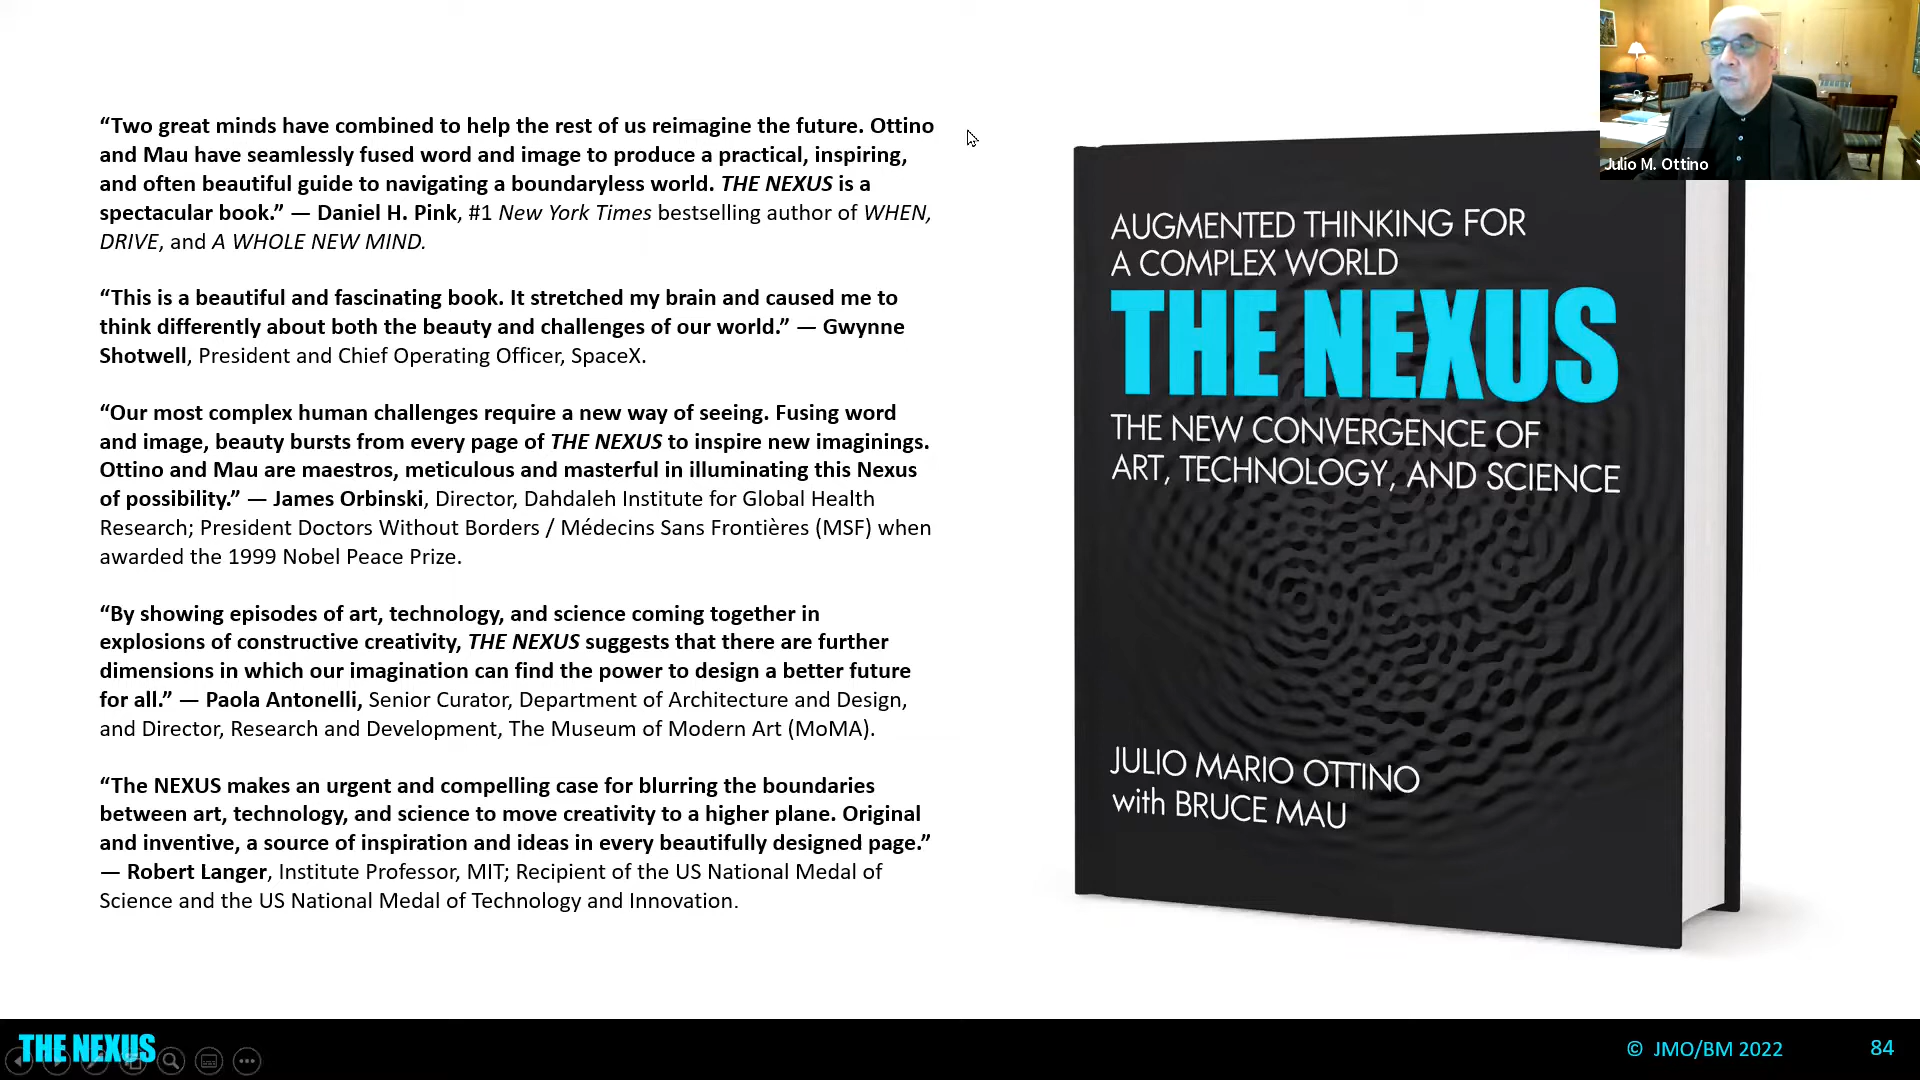 “Two great minds have combined to help the rest of us reimagine the future. Ottino
and Mau have seamlessly fused word and image to produce a practical, inspiring,
and often beautiful guide to navigating a boundaryless world. THE NEXUS is a
spectacular book.” — Daniel H. Pink, #1 New York Times bestselling author of WHEN,
DRIVE, and A WHOLE NEW MIND.
“This is a beautiful and fascinating book. It stretched my brain and caused me to
think differently about both the beauty and challenges of our world.” — Gwynne
Shotwell, President and Chief Operating Officer, SpaceX.
“Our most complex human challenges require a new way of seeing. Fusing word
and image, beauty bursts from every page of THE NEXUS to inspire new imaginings.
Ottino and Mau are maestros, meticulous and masterful in illuminating this Nexus
of possibility.” — James Orbinski, Director, Dahdaleh Institute for Global Health
Research; President Doctors Without Borders / Médecins Sans Frontières (MSF) when
awarded the 1999 Nobel Peace Prize.
“By showing episodes of art, technology, and science coming together in
explosions of constructive creativity, THE NEXUS suggests that there are further
dimensions in which our imagination can find the power to design a better future
for all.” — Paola Antonelli, Senior Curator, Department of Architecture and Design,
and Director, Research and Development, The Museum of Modern Art (MoMA).
“The NEXUS makes an urgent and compelling case for blurring the boundaries
between art, technology, and science to move creativity to a higher plane. Original
and inventive, a source of inspiration and ideas in every beautifully designed page.”
— Robert Langer, Institute Professor, MIT; Recipient of the US National Medal of
Science and the US National Medal of Technology and Innovation.
Julio M. Ottino
AUGMENTED THINKING FOR
A COMPLEX WORLD
THE NEXUS
THE NEW CONVERGENCE OF
ART, TECHNOLOGY, AND SCIENCE
JULIO MARIO OTTINO
with BRUCE MAU
THE NEXUS
© JMO/BM 2022
84